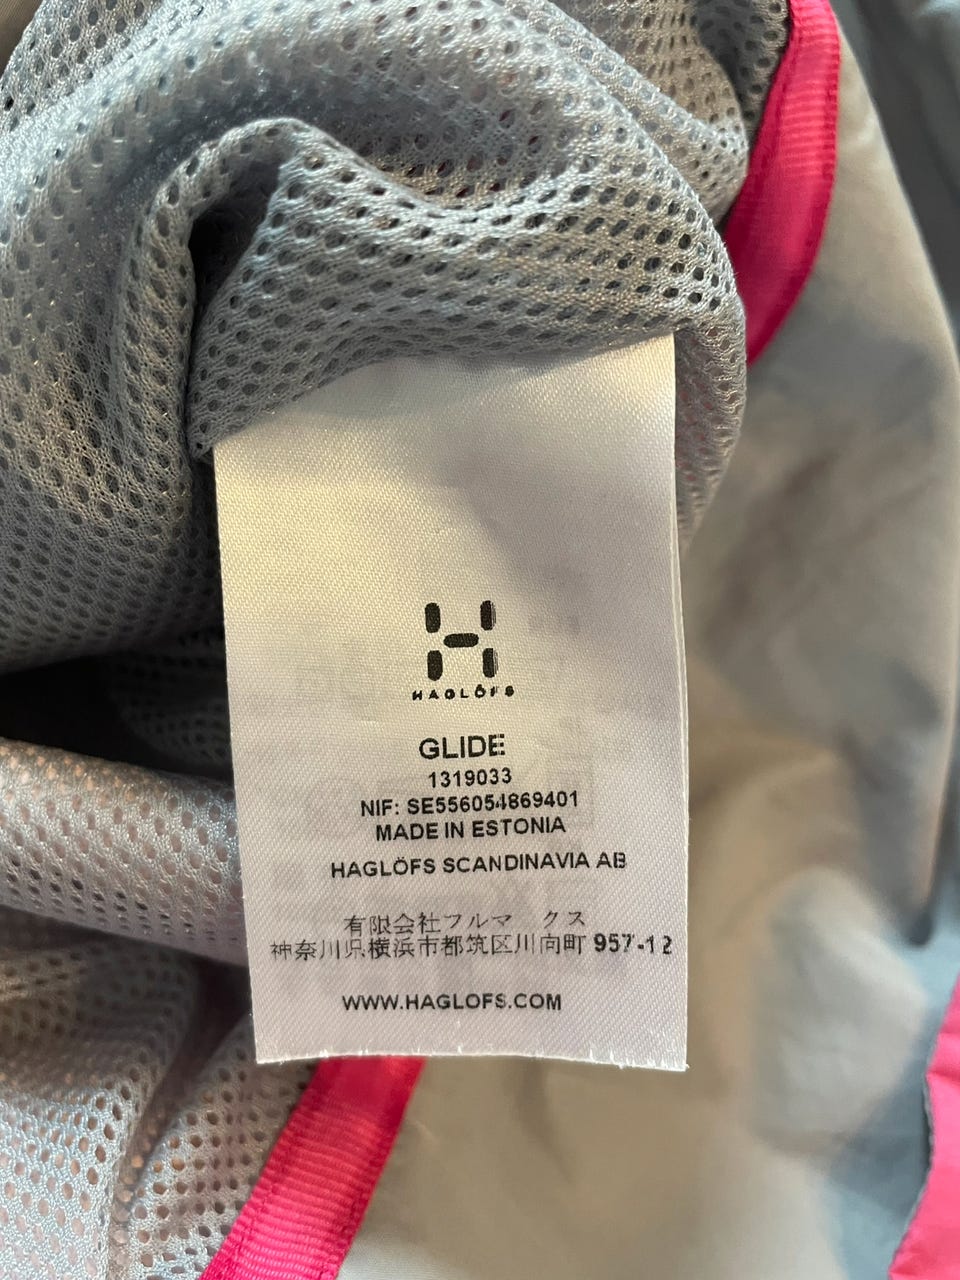 HAGLÖFS
GLIDE
1319033
NIF: SE556054869401
MADE IN ESTONIA
HAGLÖFS SCANDINAVIA AB
有限会社フルマ クス
神奈川県横浜市都筑区川向町 957-12
WWW.HAGLOFS.COM